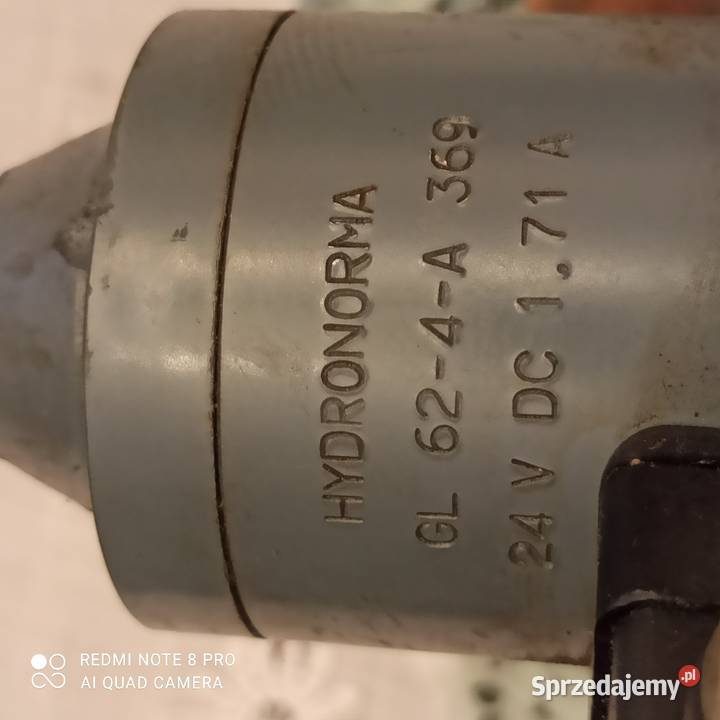 HYDRONORMA
GL 62-4-A 369
24 V DC 1.71 A
REDMI NOTE 8 PRO
AI QUAD CAMERA
Sprzedajemy.pl